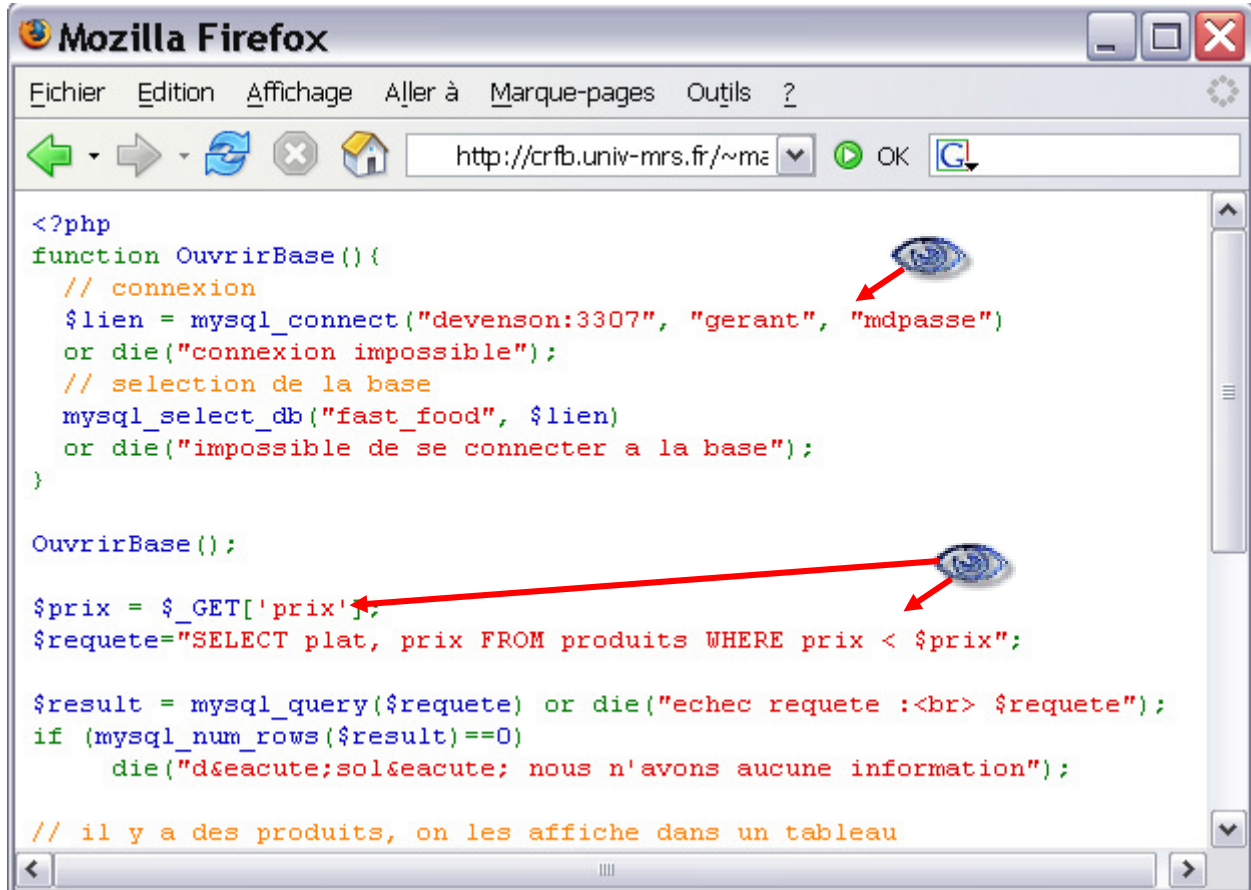 Mozilla Firefox
Fichier Edition Affichage Aller à Marque-pages Outils ?
http://crfb.univ-mrs.fr/~ma OK G
<?php
function OuvrirBase(){
// connexion
$lien = mysql_connect("devenson:3307", "gerant", "mdpasse")
or die("connexion impossible");
// selection de la base
mysql_select_db("fast_food", $lien)
or die("impossible de se connecter a la base");
}
OuvrirBase();
$prix = $_GET['prix'];
$requete="SELECT plat, prix FROM produits WHERE prix < $prix";
$result = mysql_query($requete) or die("echec requete :<br> $requete");
if (mysql_num_rows($result)==0)
die("d&eacute;sol&eacute; nous n'avons aucune information");
// il y a des produits, on les affiche dans un tableau